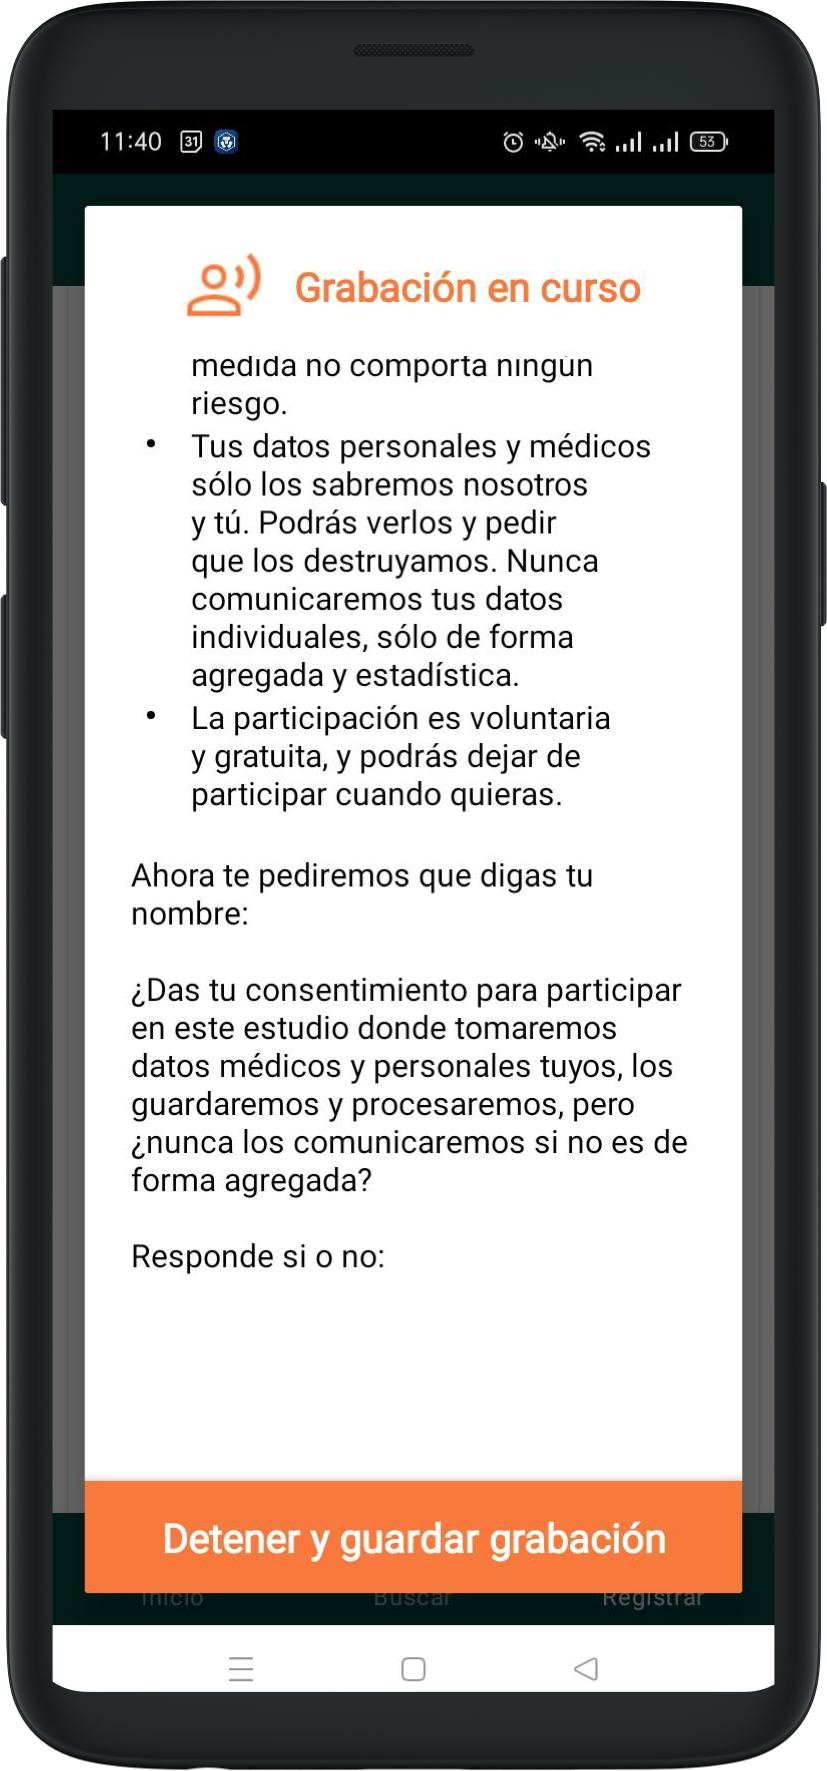 11:40 31 53
Grabación en curso
medida no comporta ningún
riesgo.
• Tus datos personales y médicos
sólo los sabremos nosotros
y tú. Podrás verlos y pedir
que los destruyamos. Nunca
comunicaremos tus datos
individuales, sólo de forma
agregada y estadística.
• La participación es voluntaria
y gratuita, y podrás dejar de
participar cuando quieras.
Ahora te pediremos que digas tu
nombre:
¿Das tu consentimiento para participar
en este estudio donde tomaremos
datos médicos y personales tuyos, los
guardaremos y procesaremos, pero
¿nunca los comunicaremos si no es de
forma agregada?
Responde si o no:
Detener y guardar grabación
Inicio Buscar Registrar